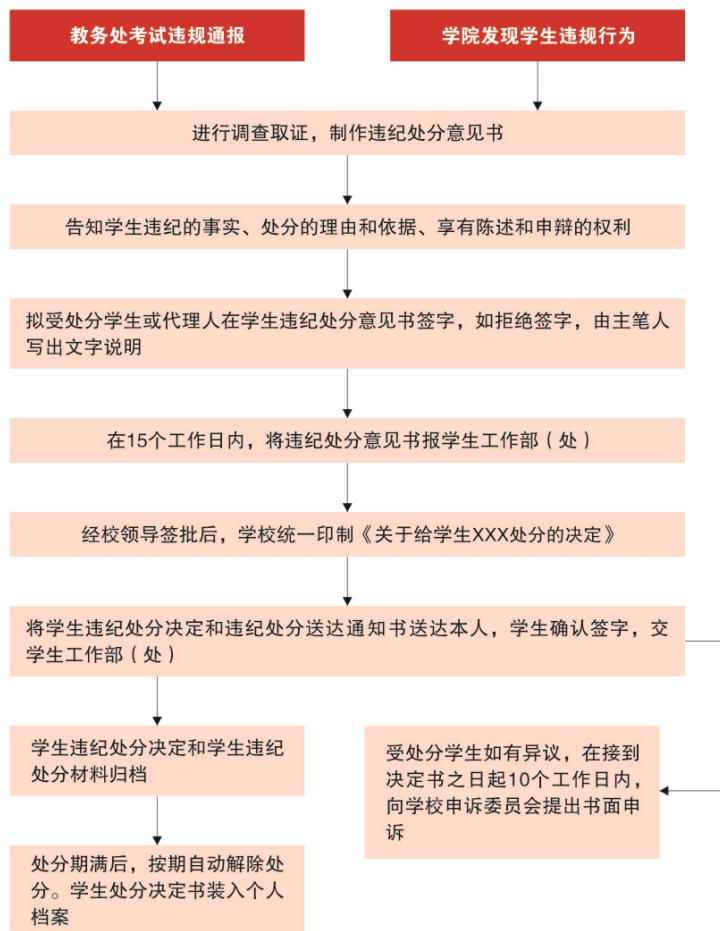 教务处考试违规通报
学院发现学生违规行为
进行调查取证，制作违纪处分意见书
告知学生违纪的事实、处分的理由和依据、享有陈述和申辩的权利
拟受处分学生或代理人在学生违纪处分意见书签字，如拒绝签字，由主笔人
写出文字说明
在15个工作日内，将违纪处分意见书报学生工作部（处）
经校领导签批后，学校统一印制《关于给学生XXX处分的决定》
将学生违纪处分决定和违纪处分送达通知书送达本人，学生确认签字，交
学生工作部（处）
学生违纪处分决定和学生违纪
处分材料归档
受处分学生如有异议，在接到
决定书之日起10个工作日内，
向学校申诉委员会提出书面申
诉
处分期满后，按期自动解除处
分。学生处分决定书装入个人
档案